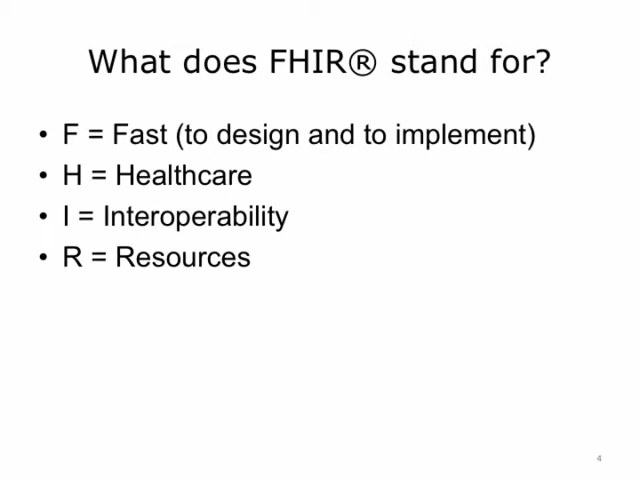 What does FHIR® stand for?
• F = Fast (to design and to implement)
• H = Healthcare
• I = Interoperability
• R = Resources
4